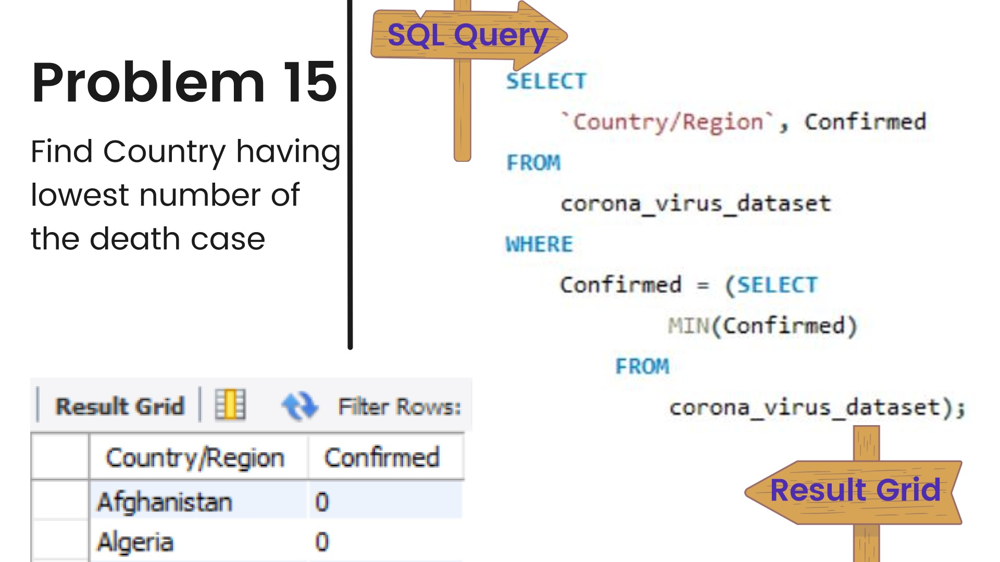 Problem 15
Find Country having
lowest number of
the death case
SQL Query
SELECT
`Country/Region`, Confirmed
FROM
corona_virus_dataset
WHERE
Confirmed = (SELECT
MIN(Confirmed)
FROM
corona_virus_dataset);
Result Grid
Result Grid Filter Rows:
Country/Region Confirmed
Afghanistan 0
Algeria 0